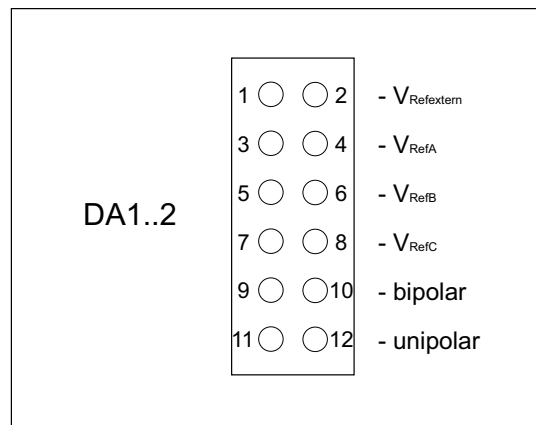 1 2 - VRefextern
3 4 - VRefA
5 6 - VRefB
DA1..2
7 8 - VRefC
9 10 - bipolar
11 12 - unipolar